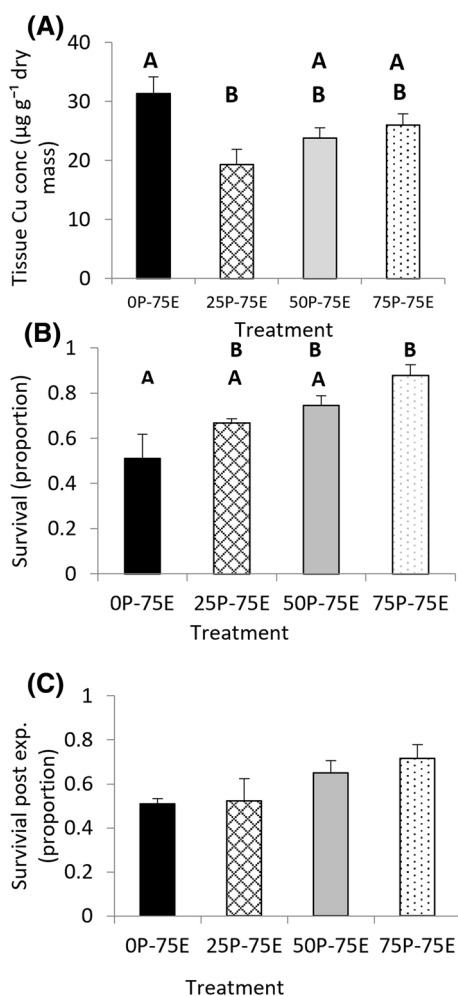 (A)
Tissue Cu conc (µg g⁻¹ dry
mass)
40
30
20
10
0
A
B
A
B
A
B
0P-75E 25P-75E 50P-75E 75P-75E
Treatment
(B)
Survival (proportion)
1
0.8
0.6
0.4
0.2
0
A
B
A
B
A
B
0P-75E 25P-75E 50P-75E 75P-75E
Treatment
(C)
Survivial post exp.
(proportion)
1
0.8
0.6
0.4
0.2
0
0P-75E 25P-75E 50P-75E 75P-75E
Treatment